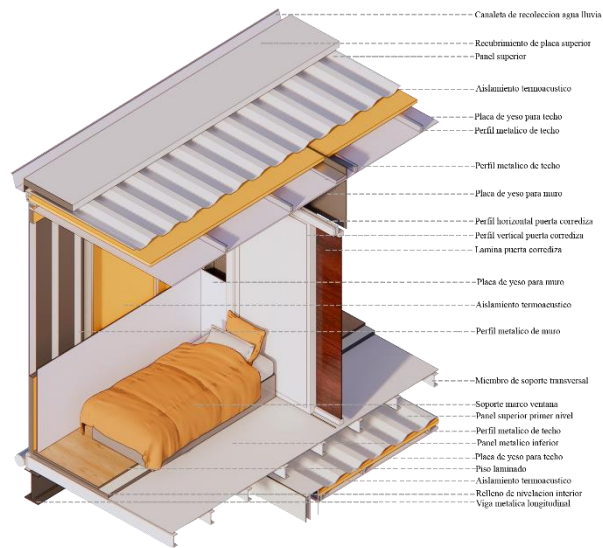 Canaleta de recoleccion agua lluvia
Recubrimiento de placa superior
Panel superior
Aislamiento termoacustico
Placa de yeso para techo
Perfil metalico de techo
Perfil metalico de techo
Placa de yeso para muro
Perfil horizontal puerta corrediza
Perfil vertical puerta corrediza
Lamina puerta corrediza
Placa de yeso para muro
Aislamiento termoacustico
Perfil metalico de muro
Miembro de soporte transversal
Soporte marco ventana
Panel superior primer nivel
Perfil metalico de techo
Panel metalico inferior
Placa de yeso para techo
Piso laminado
Aislamiento termoacustico
Relleno de nivelacion interior
Viga metalica longitudinal